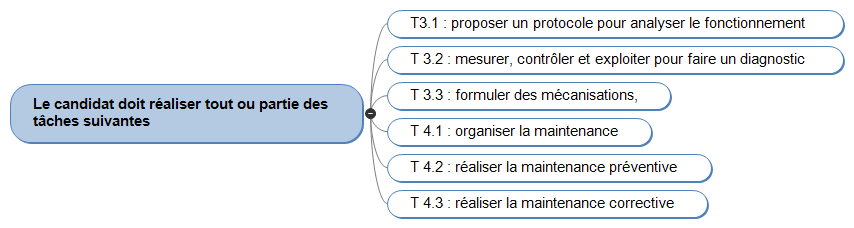 Le candidat doit réaliser tout ou partie des
tâches suivantes
T3.1 : proposer un protocole pour analyser le fonctionnement
T 3.2 : mesurer, contrôler et exploiter pour faire un diagnostic
T 3.3 : formuler des mécanisations,
T 4.1 : organiser la maintenance
T 4.2 : réaliser la maintenance préventive
T 4.3 : réaliser la maintenance corrective